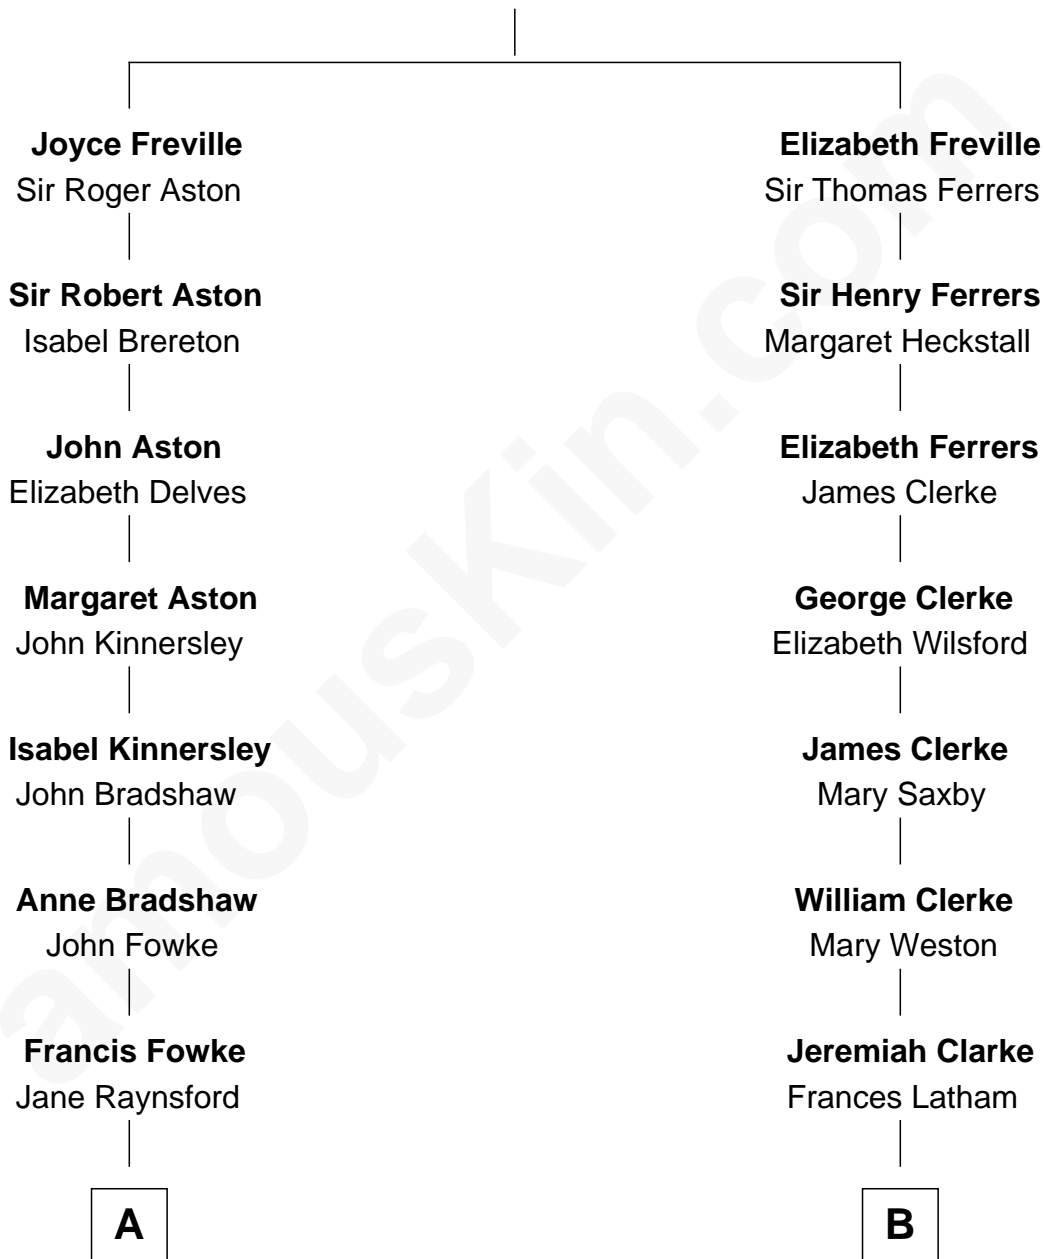 Joyce Freville
Sir Roger Aston
Elizabeth Freville
Sir Thomas Ferrers
Sir Robert Aston
Isabel Brereton
Sir Henry Ferrers
Margaret Heckstall
John Aston
Elizabeth Delves
Elizabeth Ferrers
James Clerke
Margaret Aston
John Kinnersley
George Clerke
Elizabeth Wilsford
Isabel Kinnersley
John Bradshaw
James Clerke
Mary Saxby
Anne Bradshaw
John Fowke
William Clerke
Mary Weston
Francis Fowke
Jane Raynsford
Jeremiah Clarke
Frances Latham
A
B
amousKin.com